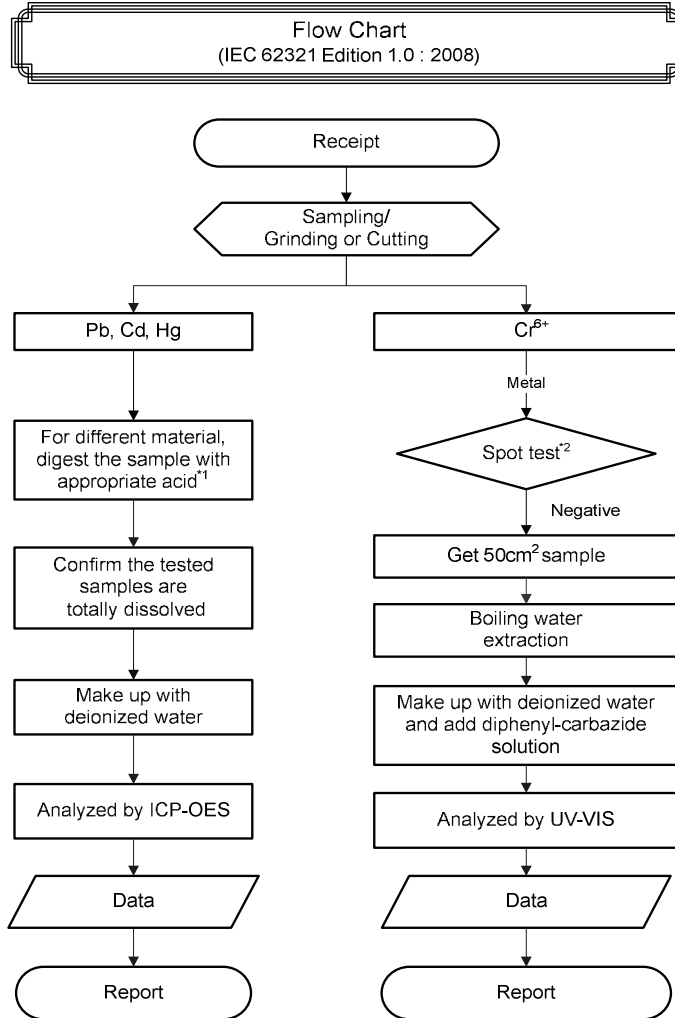 Flow Chart
(IEC 62321 Edition 1.0 : 2008)
Receipt
Sampling/
Grinding or Cutting
Pb, Cd, Hg
For different material,
digest the sample with
appropriate acid*1
Confirm the tested
samples are
totally dissolved
Make up with
deionized water
Analyzed by ICP-OES
Data
Report
Cr6+
Metal
Spot test*2
Negative
Get 50cm2 sample
Boiling water
extraction
Make up with deionized water
and add diphenyl-carbazide
solution
Analyzed by UV-VIS
Data
Report